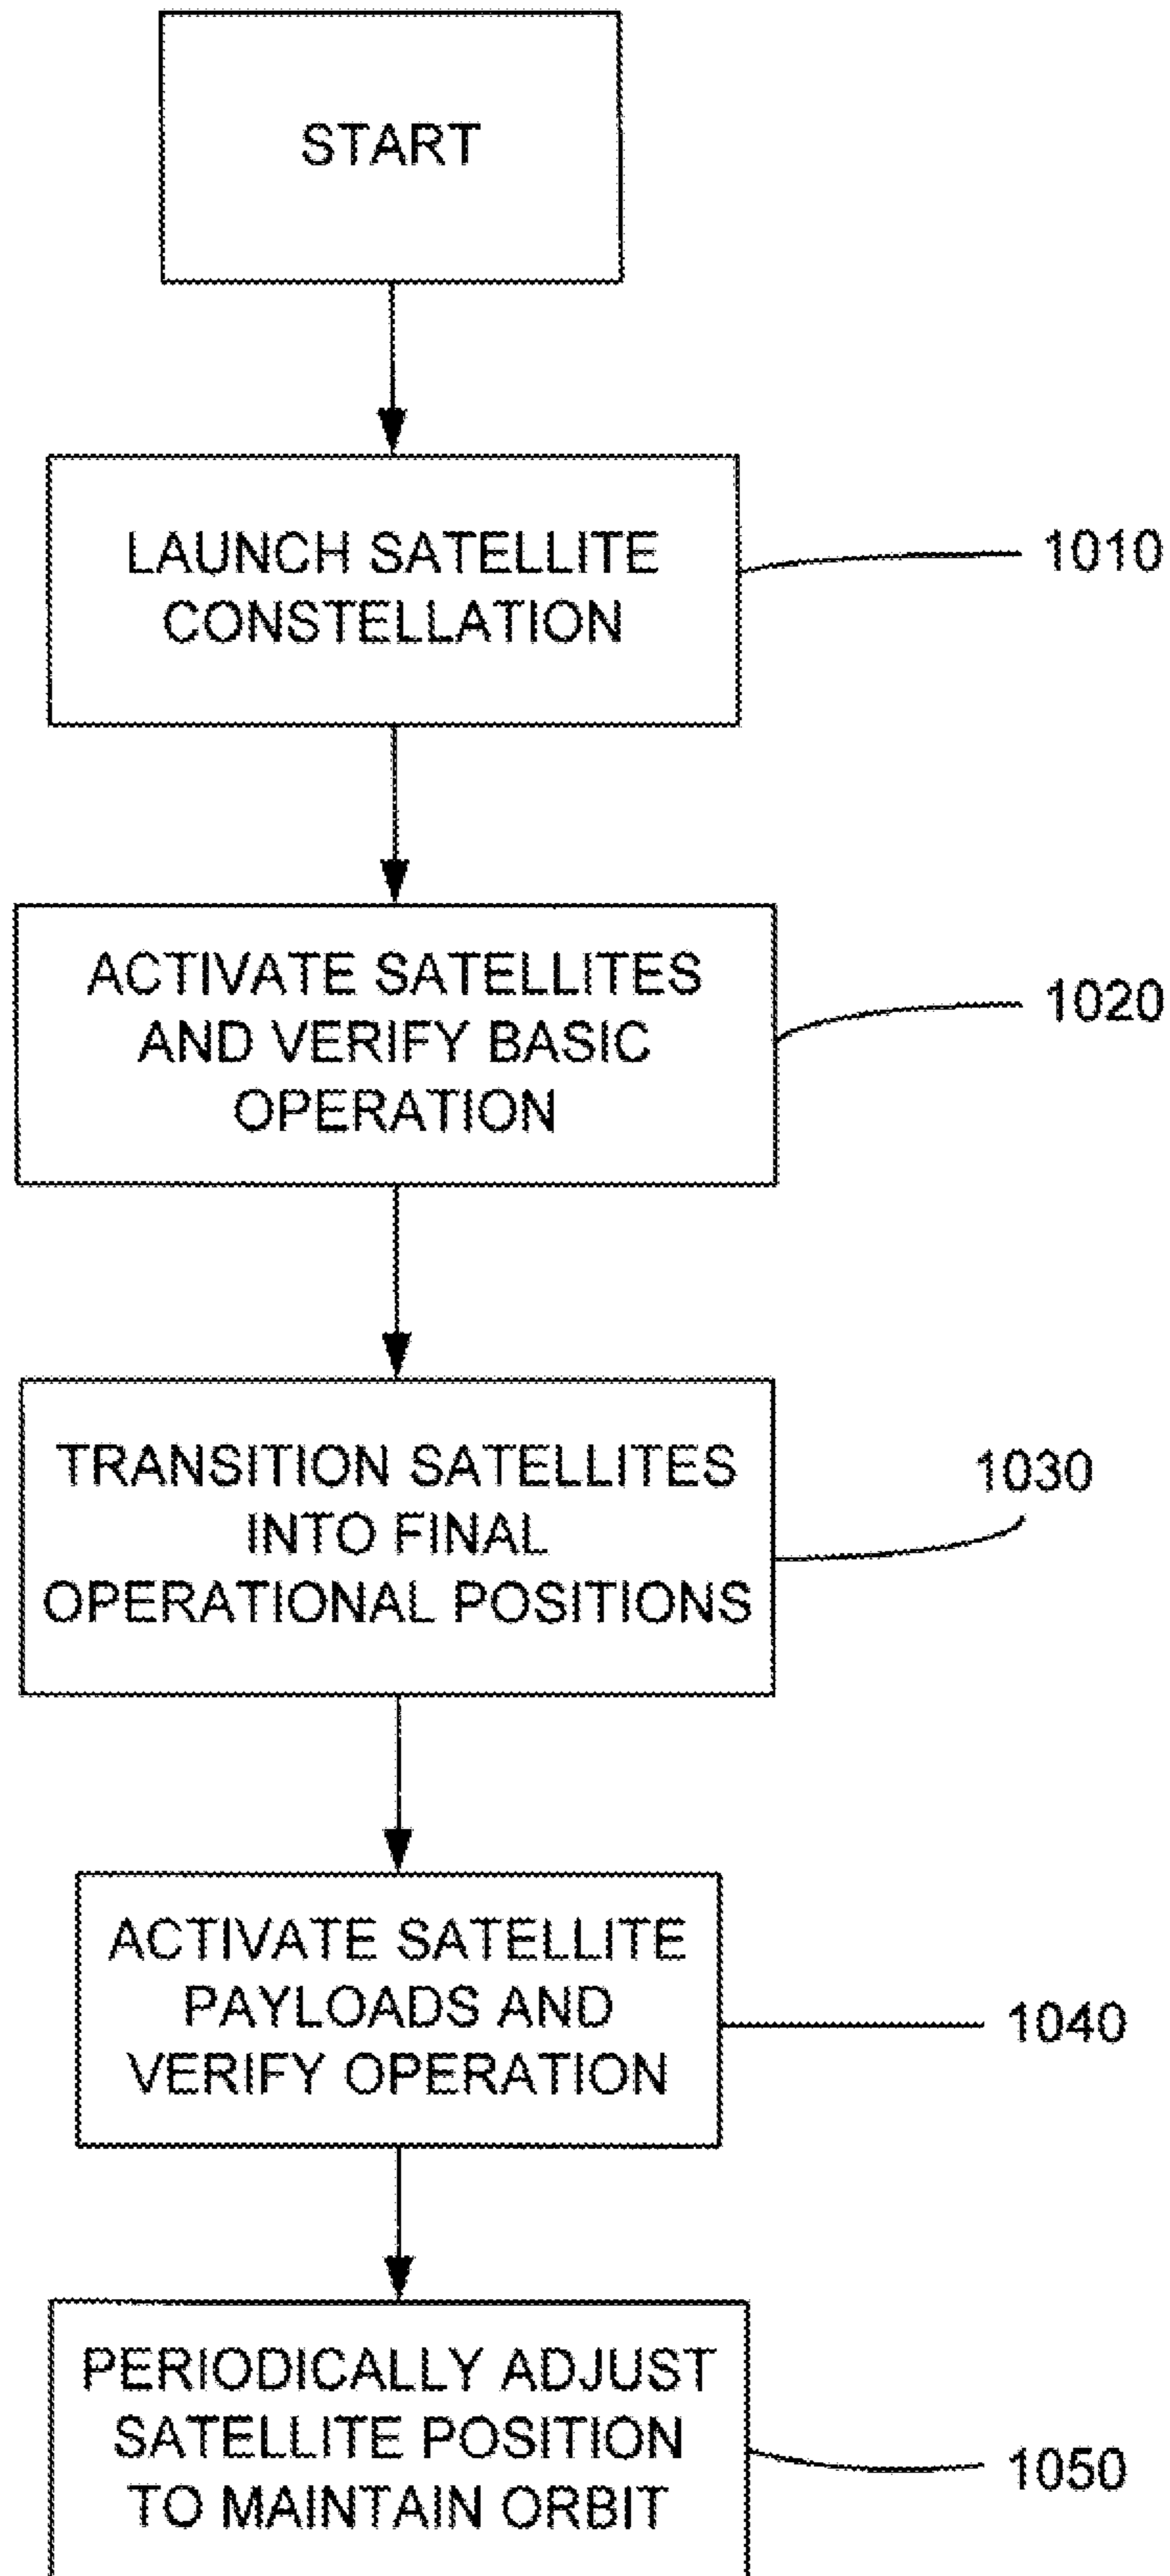 START
LAUNCH SATELLITE
CONSTELLATION
1010
ACTIVATE SATELLITES
AND VERIFY BASIC
OPERATION
1020
TRANSITION SATELLITES
INTO FINAL
OPERATIONAL POSITIONS
1030
ACTIVATE SATELLITE
PAYLOADS AND
VERIFY OPERATION
1040
PERIODICALLY ADJUST
SATELLITE POSITION
TO MAINTAIN ORBIT
1050